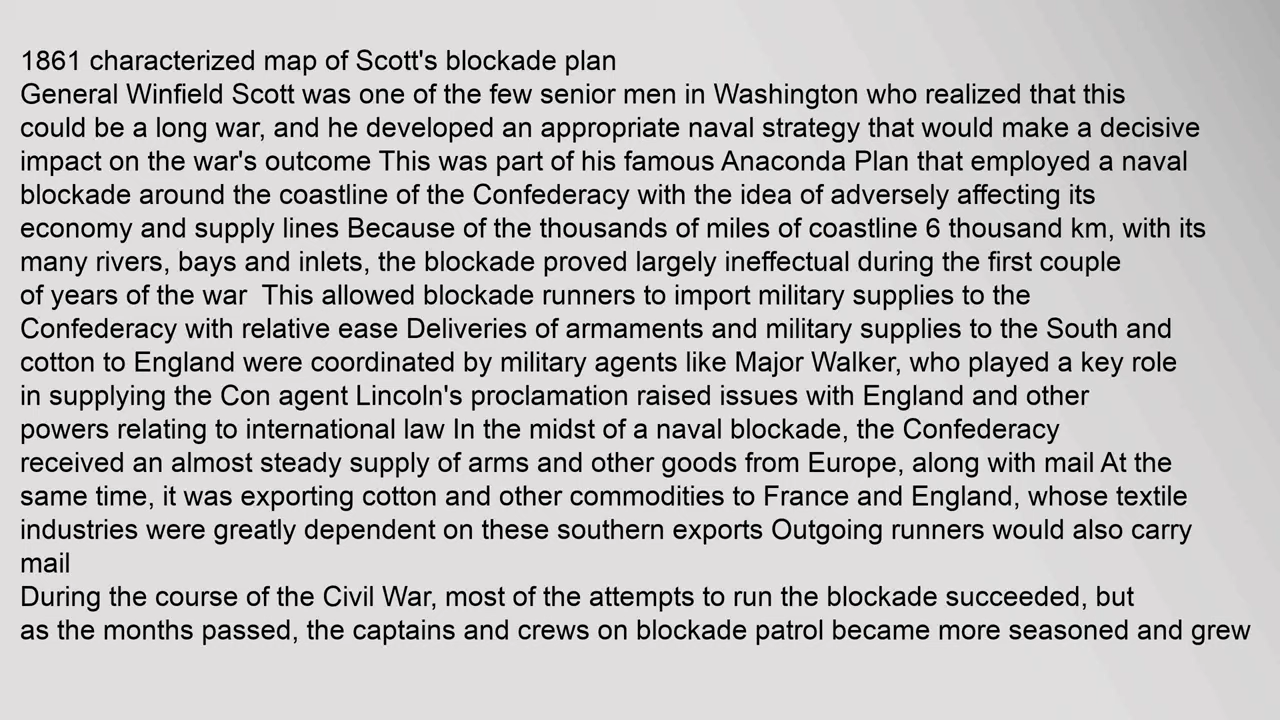 1861 characterized map of Scott's blockade plan
General Winfield Scott was one of the few senior men in Washington who realized that this
could be a long war, and he developed an appropriate naval strategy that would make a decisive
impact on the war's outcome This was part of his famous Anaconda Plan that employed a naval
blockade around the coastline of the Confederacy with the idea of adversely affecting its
economy and supply lines Because of the thousands of miles of coastline 6 thousand km, with its
many rivers, bays and inlets, the blockade proved largely ineffectual during the first couple
of years of the war  This allowed blockade runners to import military supplies to the
Confederacy with relative ease Deliveries of armaments and military supplies to the South and
cotton to England were coordinated by military agents like Major Walker, who played a key role
in supplying the Con agent Lincoln's proclamation raised issues with England and other
powers relating to international law In the midst of a naval blockade, the Confederacy
received an almost steady supply of arms and other goods from Europe, along with mail At the
same time, it was exporting cotton and other commodities to France and England, whose textile
industries were greatly dependent on these southern exports Outgoing runners would also carry
mail
During the course of the Civil War, most of the attempts to run the blockade succeeded, but
as the months passed, the captains and crews on blockade patrol became more seasoned and grew